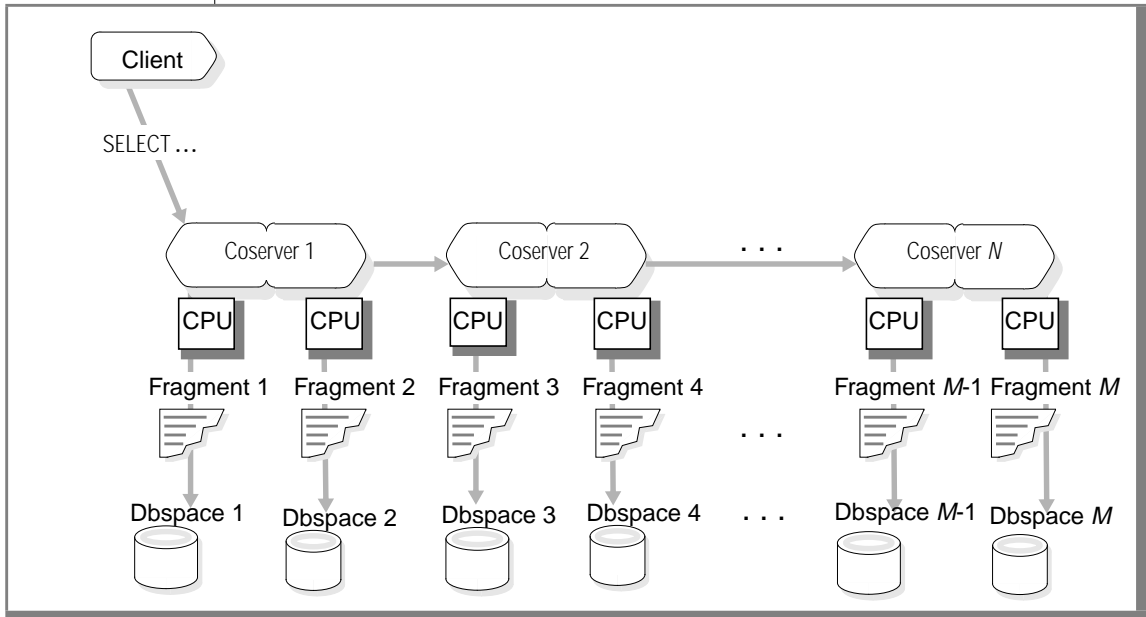 Client
SELECT ...
Coserver 1 Coserver 2 . . . Coserver N
CPU CPU CPU CPU CPU CPU
Fragment 1 Fragment 2 Fragment 3 Fragment 4 Fragment M-1 Fragment M
. . .
Dbspace 1 Dbspace 2 Dbspace 3 Dbspace 4 . . . Dbspace M-1 Dbspace M